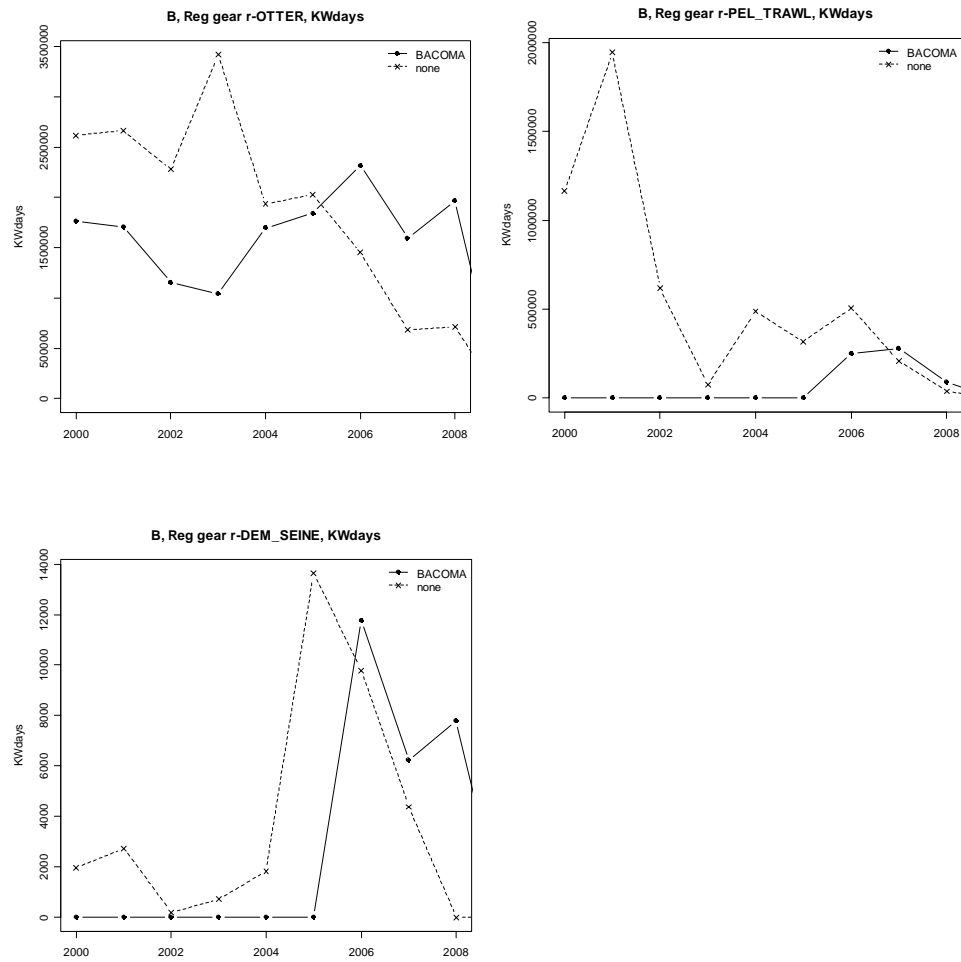 B, Reg gear r-OTTER, KWdays
BACOMA
none
KWdays
3500000
2500000
1500000
500000
0
2000 2002 2004 2006 2008
B, Reg gear r-PEL_TRAWL, KWdays
BACOMA
none
KWdays
2000000
1500000
1000000
500000
0
2000 2002 2004 2006 2008
B, Reg gear r-DEM_SEINE, KWdays
BACOMA
none
KWdays
14000
12000
10000
8000
6000
4000
2000
0
2000 2002 2004 2006 2008